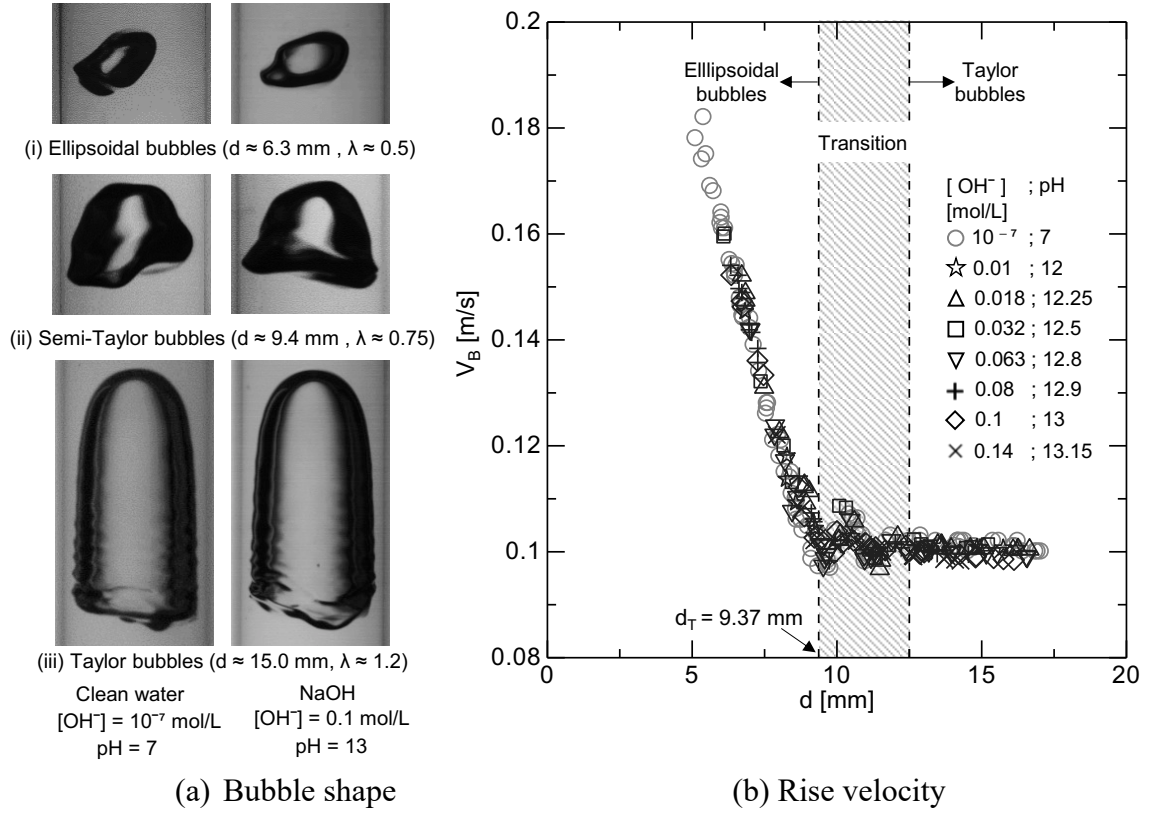 (i) Ellipsoidal bubbles (d ≈ 6.3 mm , λ ≈ 0.5)
(ii) Semi-Taylor bubbles (d ≈ 9.4 mm , λ ≈ 0.75)
(iii) Taylor bubbles (d ≈ 15.0 mm, λ ≈ 1.2)
Clean water
[OH⁻] = 10⁻⁷ mol/L
pH = 7
NaOH
[OH⁻] = 0.1 mol/L
pH = 13
(a) Bubble shape
0.2
0.18
0.16
0.14
0.12
0.1
0.08
V_B [m/s]
Elllipsoidal
bubbles
Taylor
bubbles
Transition
[ OH⁻ ] ; pH
[mol/L]
10⁻⁷ ; 7
0.01 ; 12
0.018 ; 12.25
0.032 ; 12.5
0.063 ; 12.8
0.08 ; 12.9
0.1 ; 13
0.14 ; 13.15
d_T = 9.37 mm
0
5
10
15
20
d [mm]
(b) Rise velocity